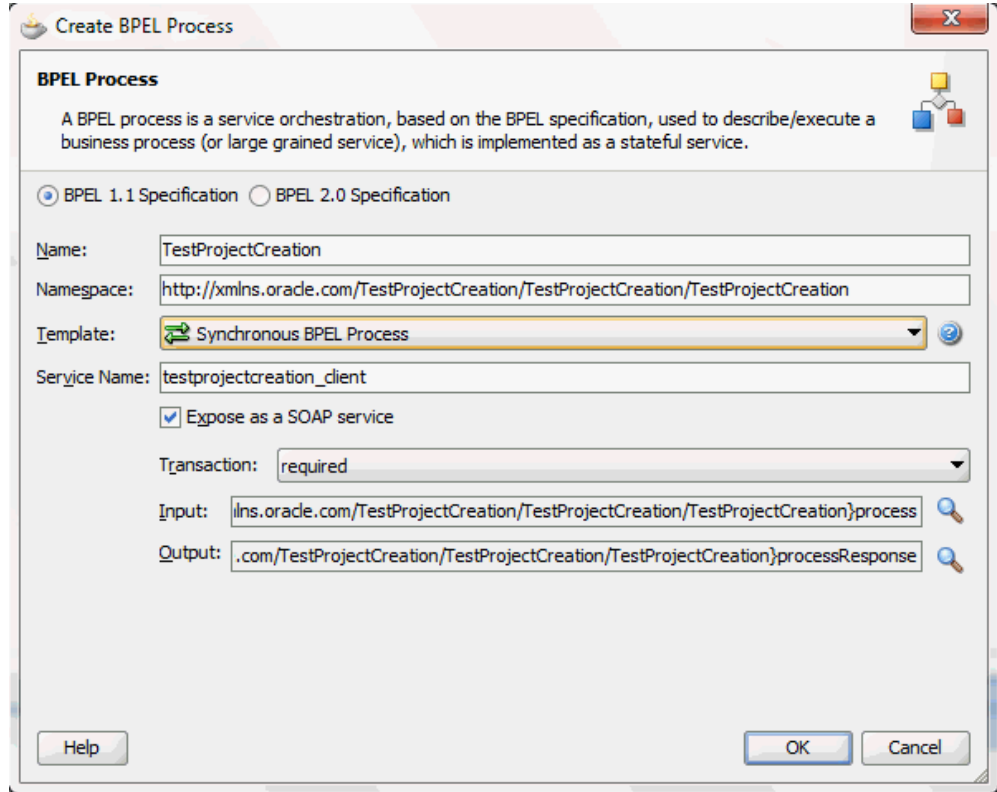 Create BPEL Process
BPEL Process
A BPEL process is a service orchestration, based on the BPEL specification, used to describe/execute a
business process (or large grained service), which is implemented as a stateful service.
BPEL 1.1 Specification BPEL 2.0 Specification
Name: TestProjectCreation
Namespace: http://xmlns.oracle.com/TestProjectCreation/TestProjectCreation/TestProjectCreation
Template: Synchronous BPEL Process
Service Name: testprojectcreation_client
Expose as a SOAP service
Transaction: required
Input: lns.oracle.com/TestProjectCreation/TestProjectCreation/TestProjectCreation}process
Output: .com/TestProjectCreation/TestProjectCreation/TestProjectCreation}processResponse
Help OK Cancel